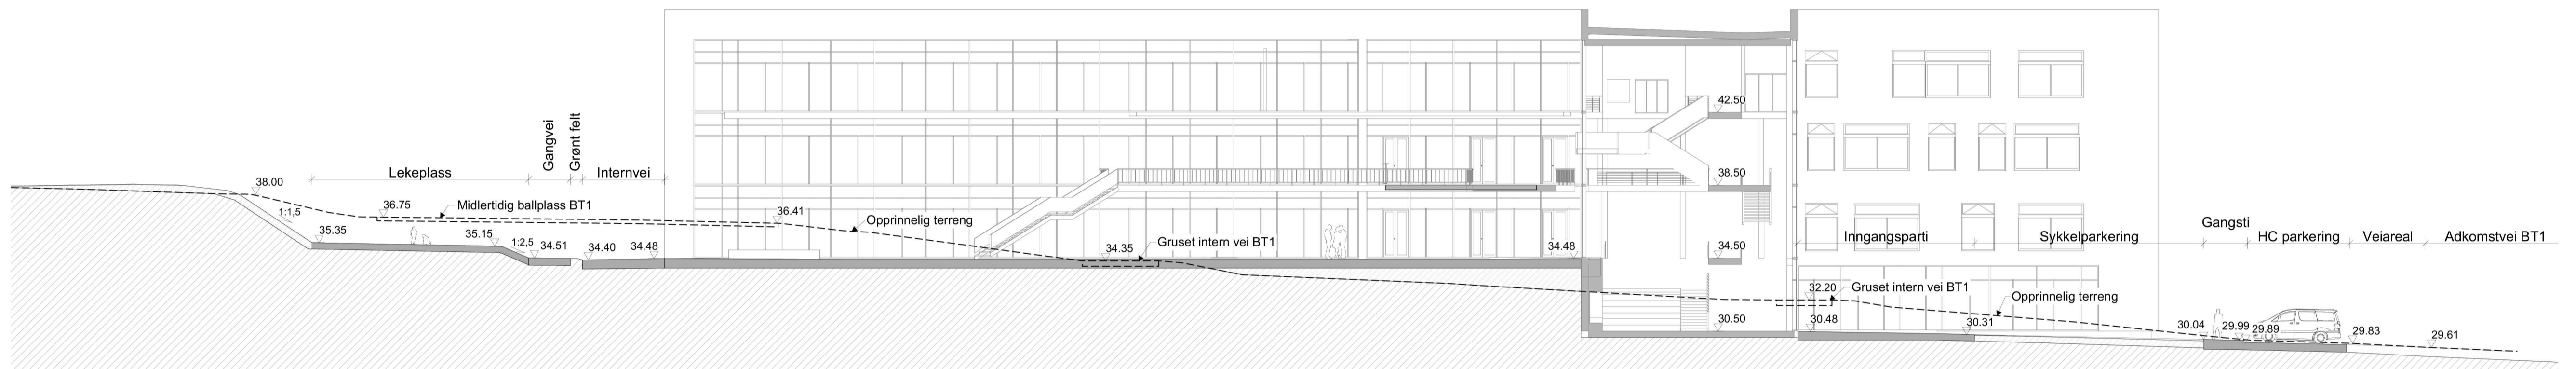 42.50
Gangvei
Grønt felt
Lekeplass
Internvei
38.00
38.50
1:1,5
36.75
Midlertidig ballplass BT1
36.41
Opprinnelig terreng
35.35
35.15
1:2,5
34.51
34.40
34.48
34.35
Gruset intern vei BT1
34.48
34.50
Inngangsparti
Sykkelparkering
Gangsti
HC parkering
Veiareal
Adkomstvei BT1
32.20
Gruset intern vei BT1
Opprinnelig terreng
30.50
30.48
30.31
30.04
29.99
29.89
29.83
29.61